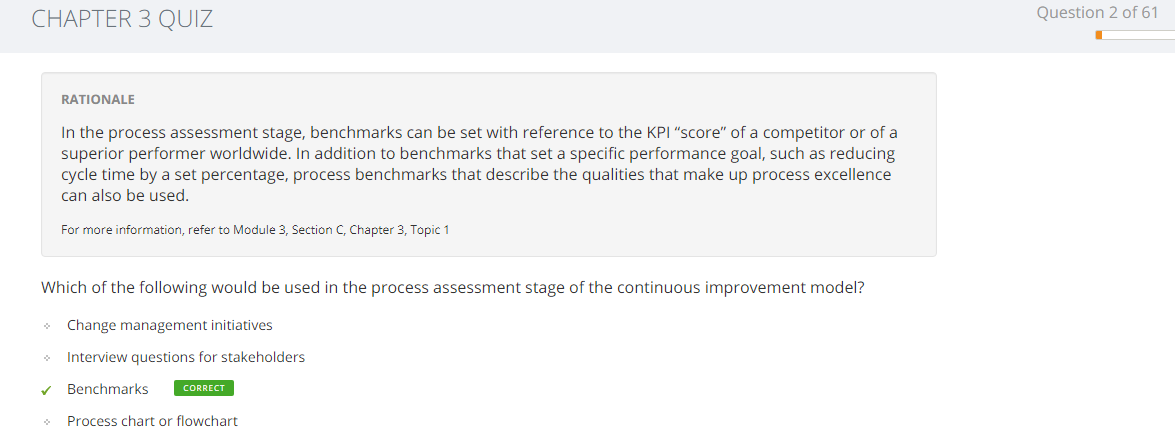 CHAPTER 3 QUIZ
Question 2 of 61
RATIONALE
In the process assessment stage, benchmarks can be set with reference to the KPI “score” of a competitor or of a
superior performer worldwide. In addition to benchmarks that set a specific performance goal, such as reducing
cycle time by a set percentage, process benchmarks that describe the qualities that make up process excellence
can also be used.
For more information, refer to Module 3, Section C, Chapter 3, Topic 1
Which of the following would be used in the process assessment stage of the continuous improvement model?
Change management initiatives
Interview questions for stakeholders
Benchmarks CORRECT
Process chart or flowchart